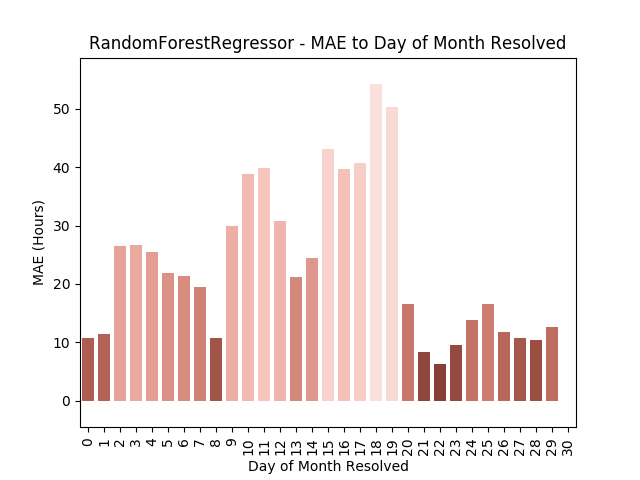 RandomForestRegressor - MAE to Day of Month Resolved
MAE (Hours)
50
40
30
20
10
0
0 1 2 3 4 5 6 7 8 9 10 11 12 13 14 15 16 17 18 19 20 21 22 23 24 25 26 27 28 29 30
Day of Month Resolved